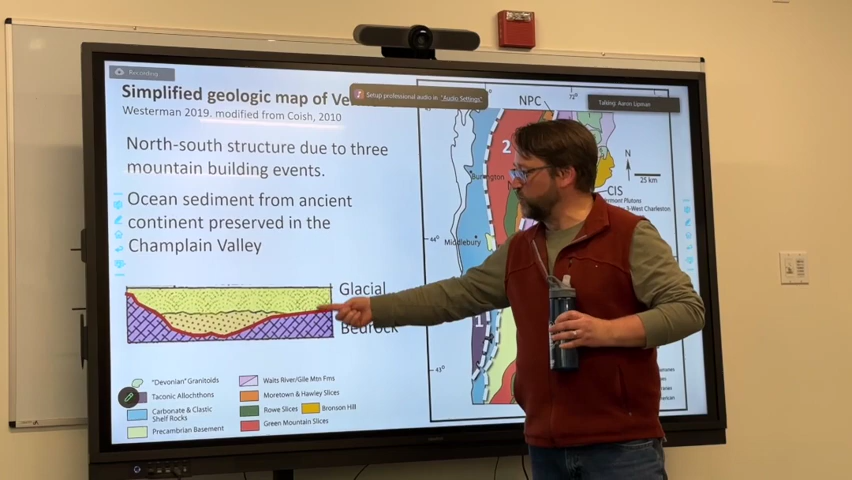 Recording
Simplified geologic map of Ve
Setup professional audio in "Audio Settings"
Talking: Aaron Lipman
Westerman 2019. modified from Coish, 2010
North-south structure due to three
mountain building events.
Ocean sediment from ancient
continent preserved in the
Champlain Valley
Glacial
Bedrock
"Devonian" Granitoids
Taconic Allochthons
Carbonate & Clastic
Shelf Rocks
Precambrian Basement
Waits River/Gile Mtn Fms
Moretown & Hawley Slices
Rowe Slices
Bronson Hill
Green Mountain Slices
NPC
72°
2
N
25 km
CIS
Burlington
Vermont Plutons
3-West Charleston
44°
Middlebury
1
43°